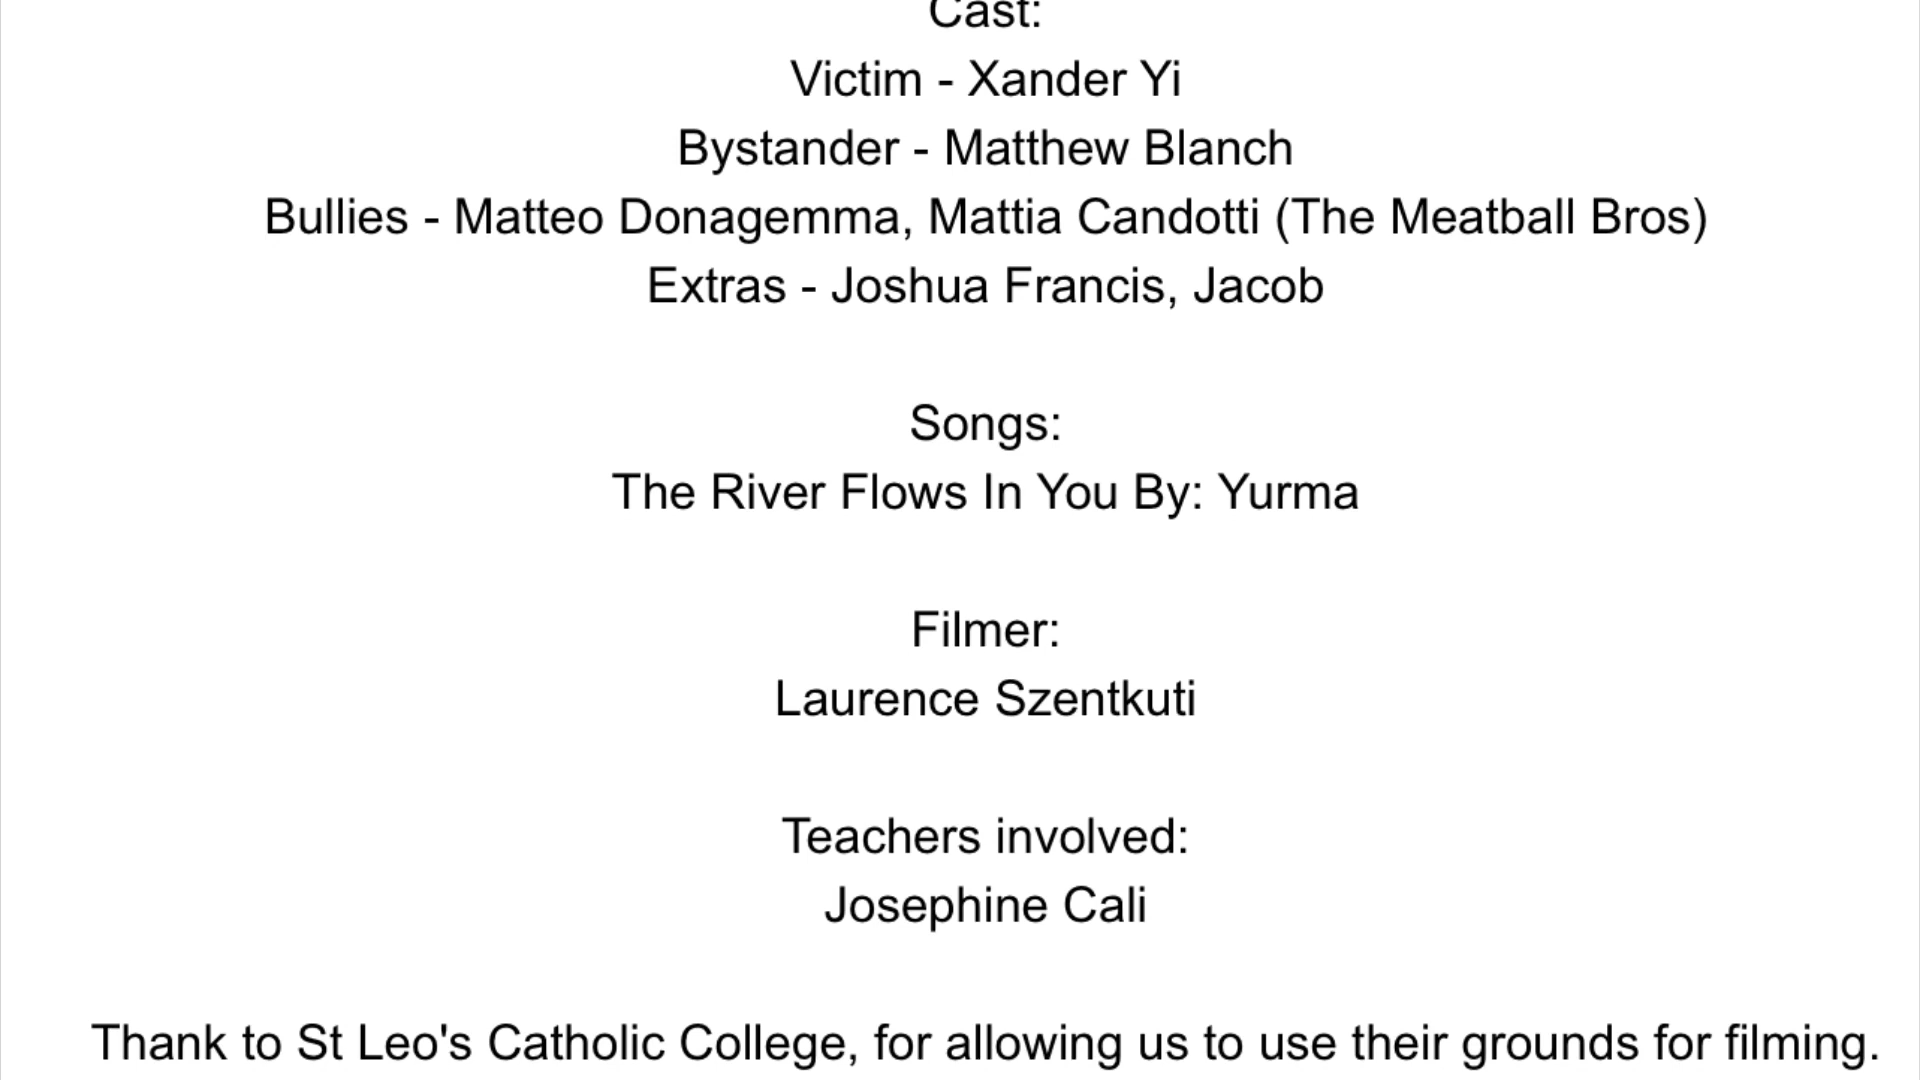 Cast:
Victim - Xander Yi
Bystander - Matthew Blanch
Bullies - Matteo Donagemma, Mattia Candotti (The Meatball Bros)
Extras - Joshua Francis, Jacob
Songs:
The River Flows In You By: Yurma
Filmer:
Laurence Szentkuti
Teachers involved:
Josephine Cali
Thank to St Leo's Catholic College, for allowing us to use their grounds for filming.